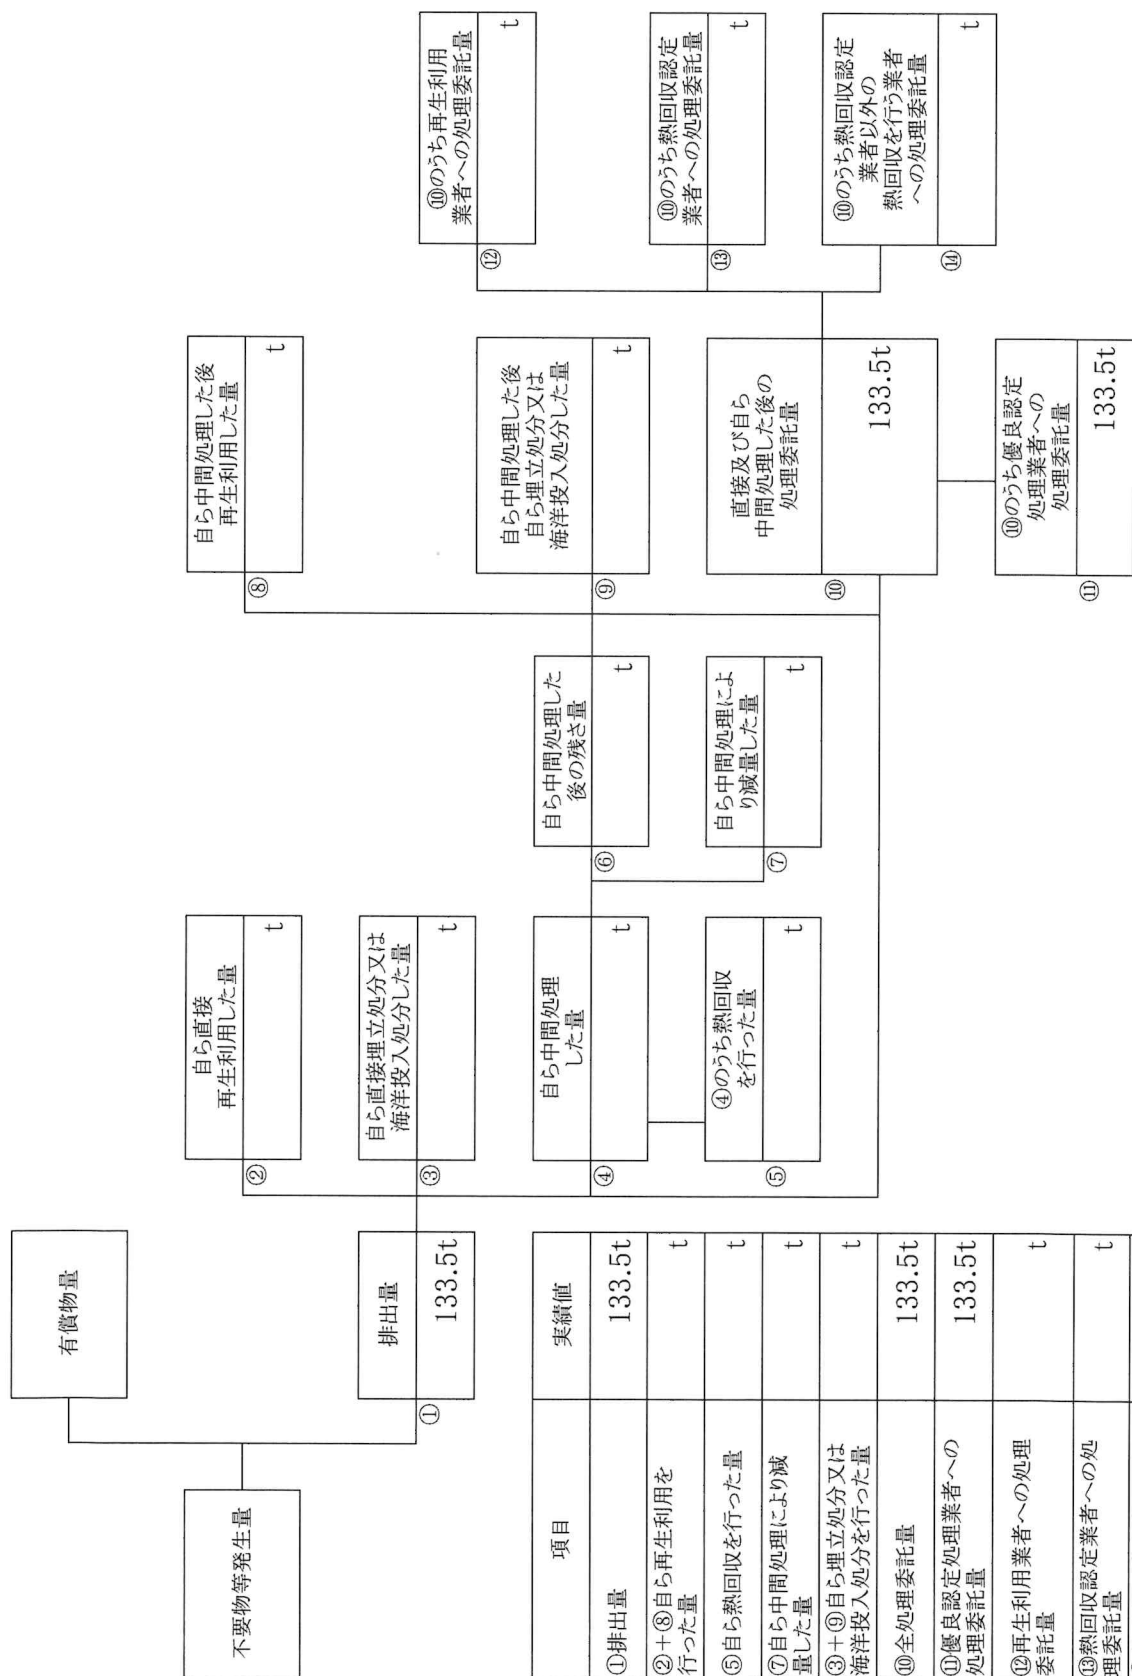 有償物量
不要物等発生量
排出量
①
133.5t
自ら直接
再生利用した量
②
t
自ら直接埋立処分又は
海洋投入処分した量
③
t
自ら中間処理
した量
④
t
④のうち熱回収
を行った量
⑤
t
自ら中間処理した
後の残さ量
⑥
t
自ら中間処理によ
り減量した量
⑦
t
自ら中間処理した後
再生利用した量
⑧
t
自ら中間処理した後
自ら埋立処分又は
海洋投入処分した量
⑨
t
直接及び自ら
中間処理した後の
処理委託量
⑩
133.5t
⑩のうち優良認定
処理業者への
処理委託量
⑪
133.5t
⑩のうち再生利用
業者への処理委託量
⑫
t
⑩のうち熱回収認定
業者への処理委託量
⑬
t
⑩のうち熱回収認定
業者以外の
熱回収を行う業者
への処理委託量
⑭
t
項目
実績値
①排出量
133.5t
②+⑧自ら再生利用を
行った量
t
⑤自ら熱回収を行った量
t
⑦自ら中間処理により減
量した量
t
③+⑨自ら埋立処分又は
海洋投入処分を行った量
t
⑩全処理委託量
133.5t
⑪優良認定処理業者への
処理委託量
133.5t
⑫再生利用業者への処理
委託量
t
⑬熱回収認定業者への処
理委託量
t